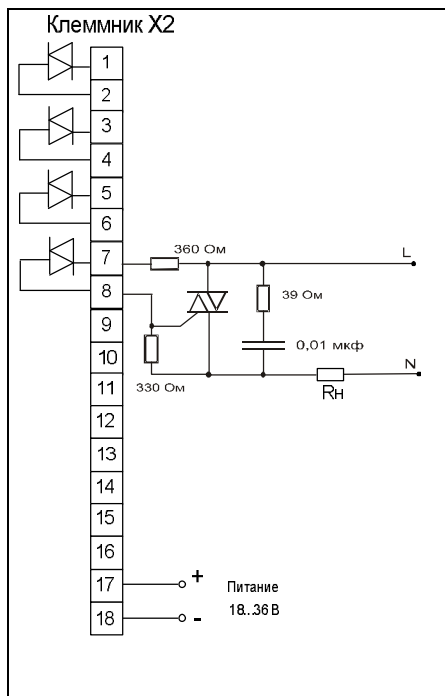 Клеммник X2
1
2
3
4
5
6
7
8
9
10
11
12
13
14
15
16
17
18
360 Ом
L
39 Ом
0,01 мкф
330 Ом
N
Rн
+
Питание
18...36 В
-